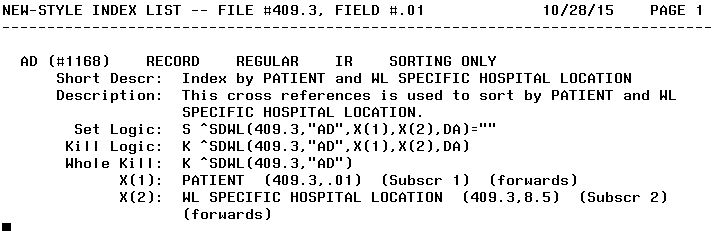 NEW-STYLE INDEX LIST -- FILE #409.3, FIELD #.01 10/28/15 PAGE 1
--------------------------------------------------------------------------------
AD (#1168) RECORD REGULAR IR SORTING ONLY
Short Descr: Index by PATIENT and WL SPECIFIC HOSPITAL LOCATION
Description: This cross references is used to sort by PATIENT and WL
SPECIFIC HOSPITAL LOCATION.
Set Logic: S ^SDWL(409.3,"AD",X(1),X(2),DA)=""
Kill Logic: K ^SDWL(409.3,"AD",X(1),X(2),DA)
Whole Kill: K ^SDWL(409.3,"AD")
X(1): PATIENT (409.3,.01) (Subscr 1) (forwards)
X(2): WL SPECIFIC HOSPITAL LOCATION (409.3,8.5) (Subscr 2)
(forwards)